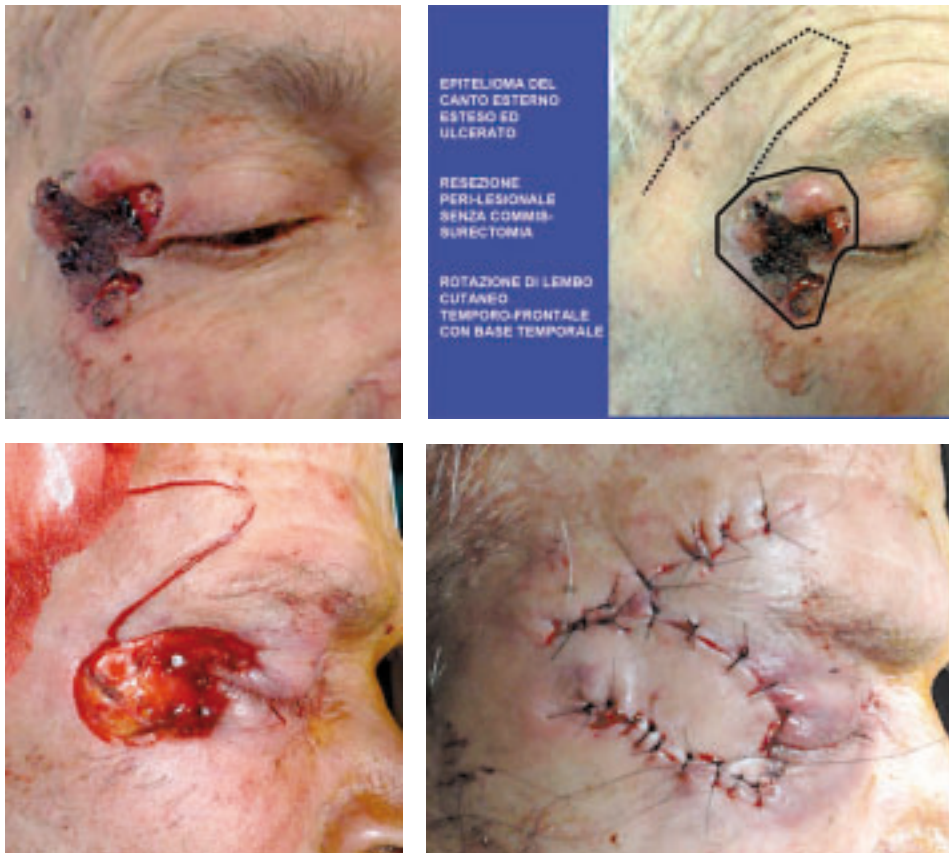 EPITELIOMA DEL
CANTO ESTERNO
ESTESO ED
ULCERATO
RESEZIONE
PERI-LESIONALE
SENZA COMMIS-
SURECTOMIA
ROTAZIONE DI LEMBO
CUTANEO
TEMPORO-FRONTALE
CON BASE TEMPORALE